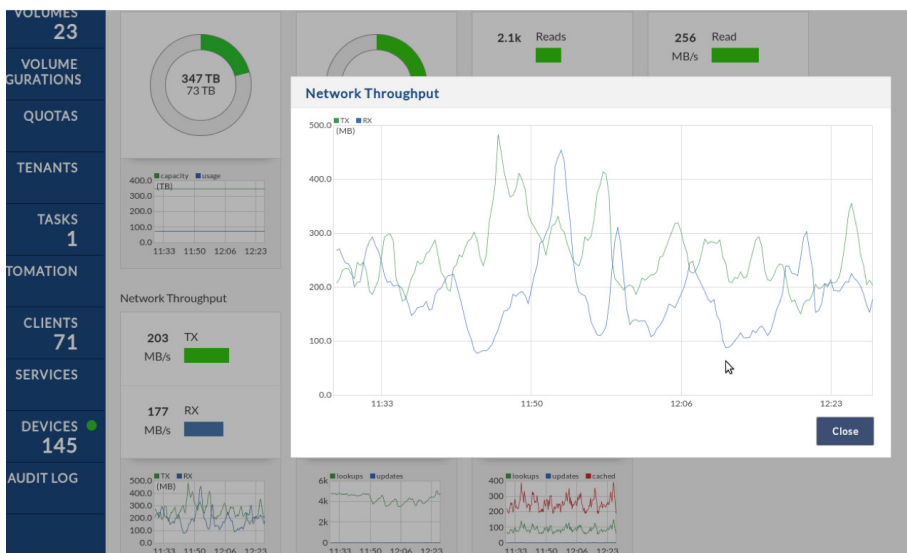 VOLUMES
23
VOLUME
GURATIONS
QUOTAS
TENANTS
TASKS
1
TOMATION
CLIENTS
71
SERVICES
DEVICES
145
AUDIT LOG
347 TB
73 TB
2.1k Reads
256 Read
MB/s
capacity usage
400.0 (TB)
300.0
200.0
100.0
0.0
11:33 11:50 12:06 12:23
Network Throughput
203 TX
MB/s
177 RX
MB/s
TX RX
500.0 (MB)
400.0
300.0
200.0
100.0
0.0
11:33 11:50 12:06 12:23
Network Throughput
TX RX
500.0 (MB)
400.0
300.0
200.0
100.0
0.0
11:33 11:50 12:06 12:23
Close
lookups updates
6k
4k
2k
0
11:33 11:50 12:06 12:23
lookups updates cached
400
300
200
100
0
11:33 11:50 12:06 12:23